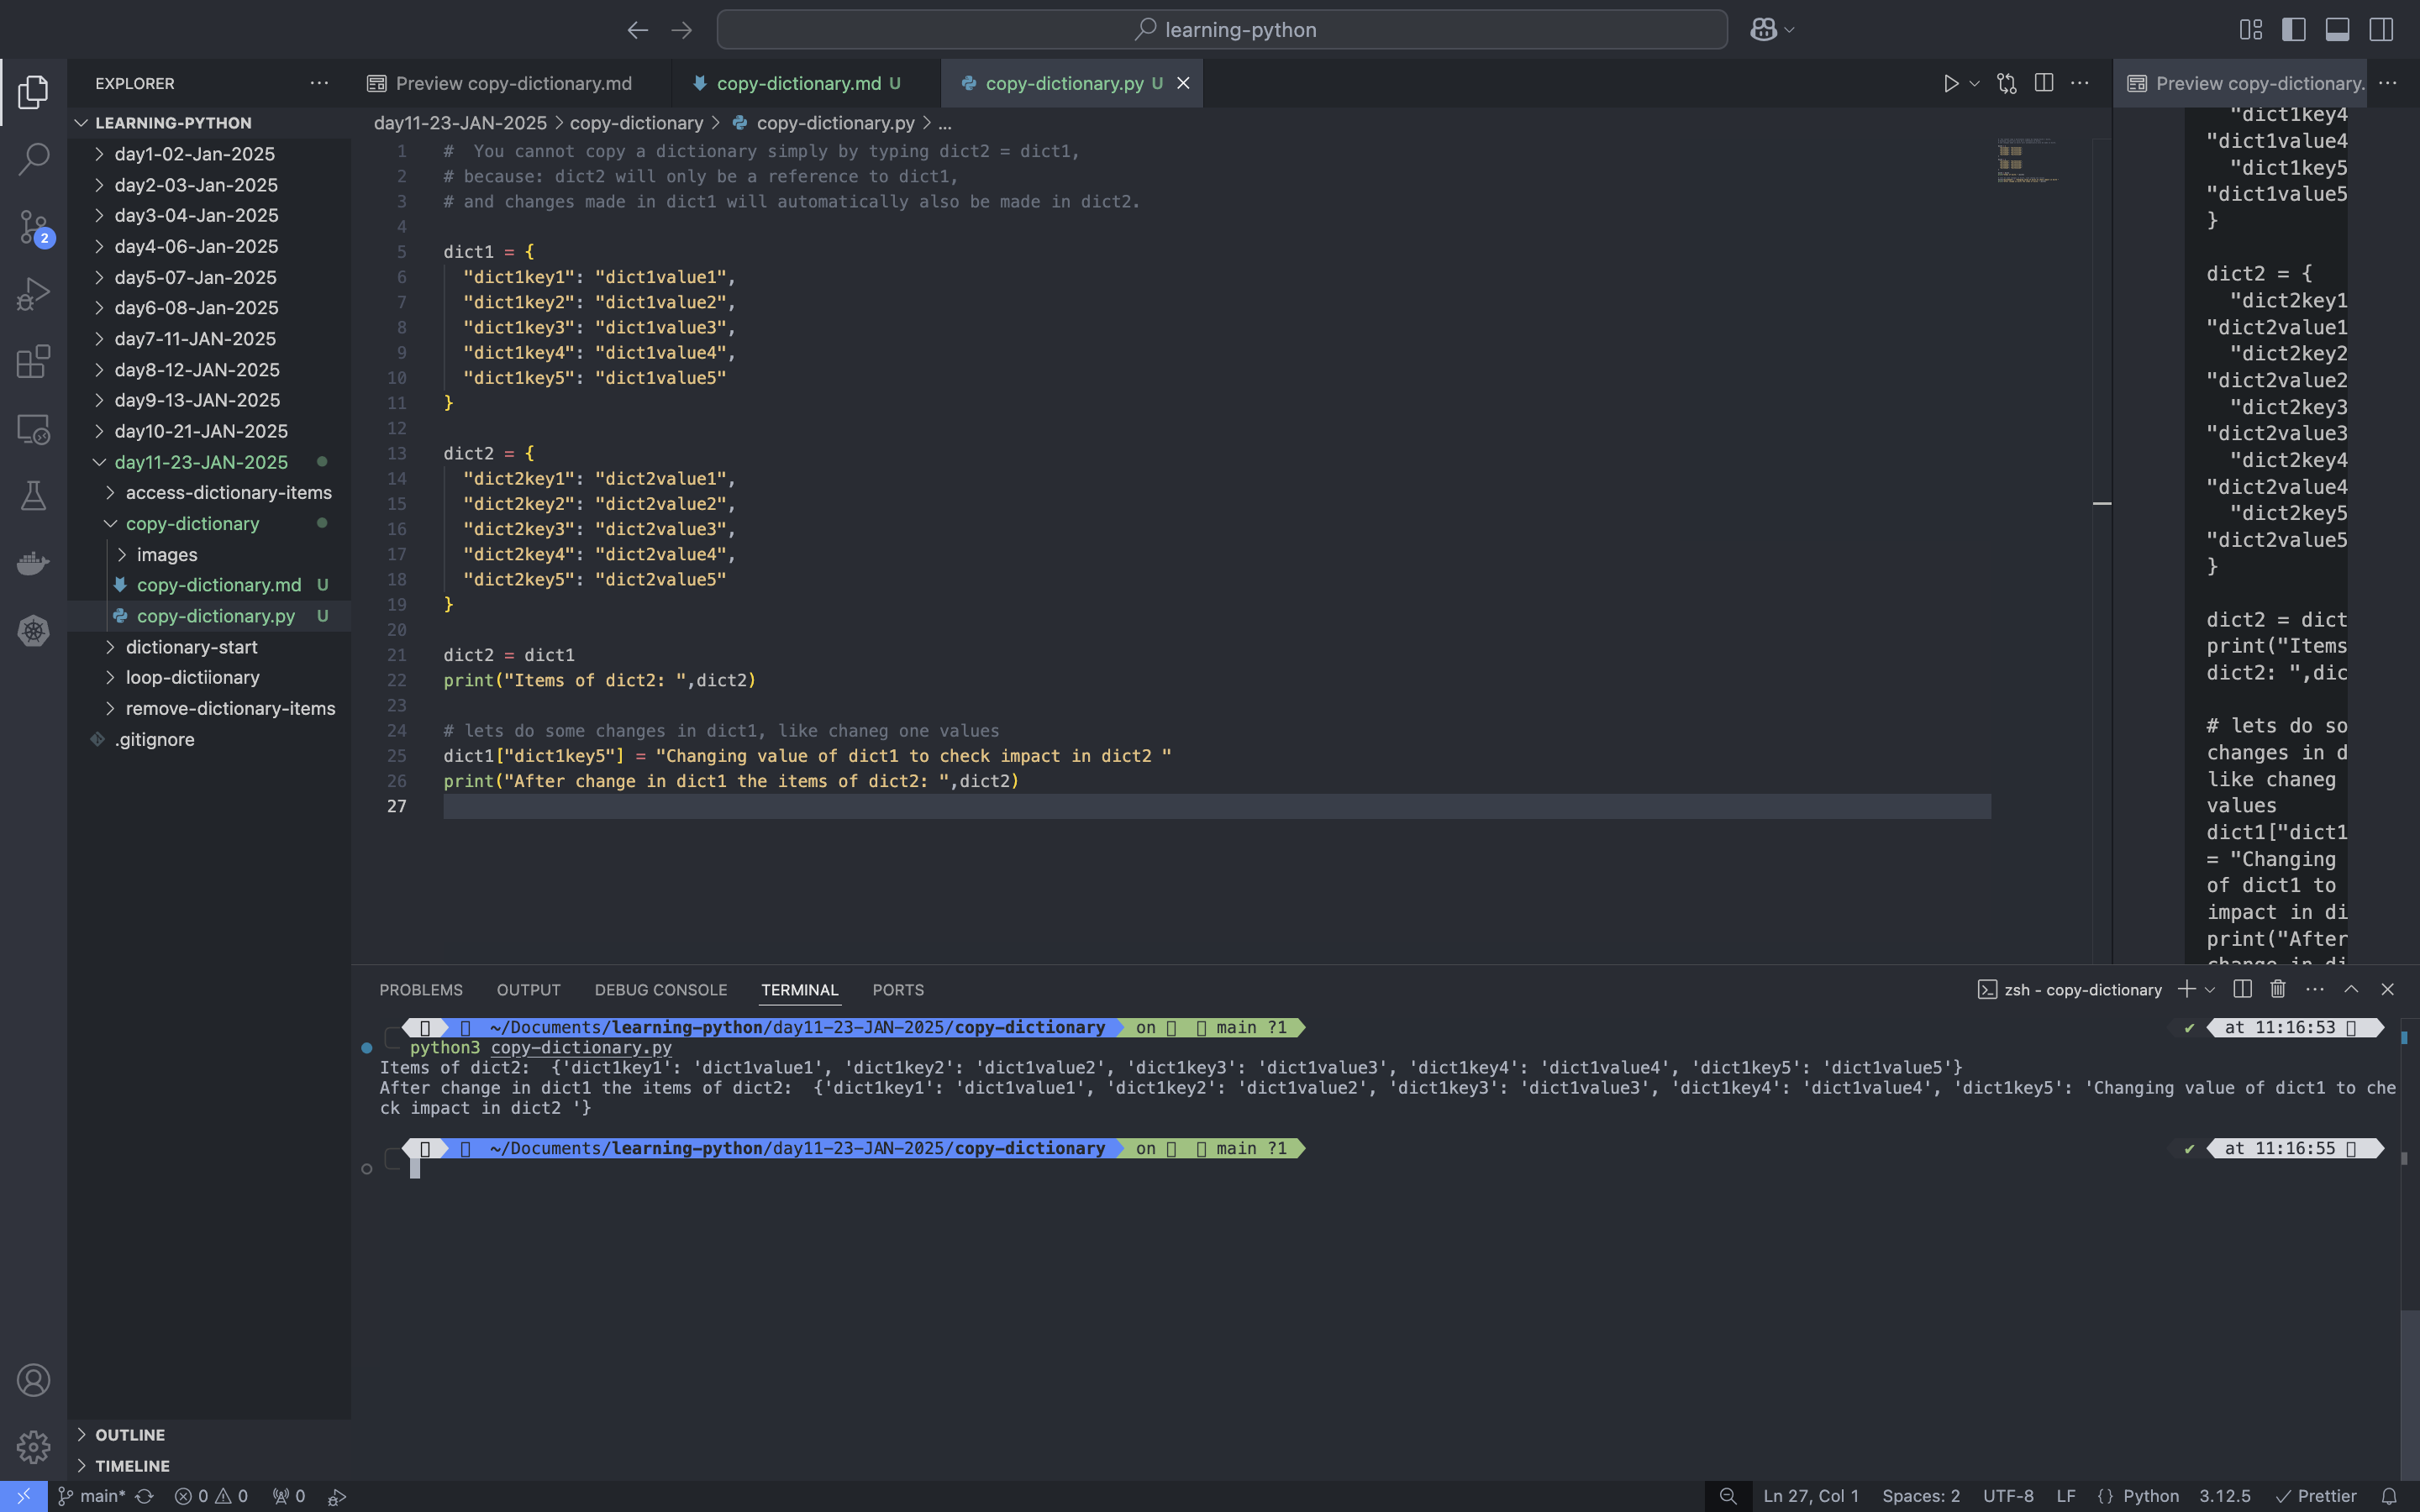 learning-python
EXPLORER
Preview copy-dictionary.md
copy-dictionary.md U
copy-dictionary.py U
Preview copy-dictionary.
LEARNING-PYTHON
day1-02-Jan-2025
day2-03-Jan-2025
day3-04-Jan-2025
day4-06-Jan-2025
day5-07-Jan-2025
day6-08-Jan-2025
day7-11-JAN-2025
day8-12-JAN-2025
day9-13-JAN-2025
day10-21-JAN-2025
day11-23-JAN-2025
access-dictionary-items
copy-dictionary
images
copy-dictionary.md U
copy-dictionary.py U
dictionary-start
loop-dictiionary
remove-dictionary-items
.gitignore
OUTLINE
TIMELINE
2
day11-23-JAN-2025 > copy-dictionary > copy-dictionary.py > ...
1 #  You cannot copy a dictionary simply by typing dict2 = dict1,
2 # because: dict2 will only be a reference to dict1,
3 # and changes made in dict1 will automatically also be made in dict2.
4
5 dict1 = {
6   "dict1key1": "dict1value1",
7   "dict1key2": "dict1value2",
8   "dict1key3": "dict1value3",
9   "dict1key4": "dict1value4",
10   "dict1key5": "dict1value5"
11 }
12
13 dict2 = {
14   "dict2key1": "dict2value1",
15   "dict2key2": "dict2value2",
16   "dict2key3": "dict2value3",
17   "dict2key4": "dict2value4",
18   "dict2key5": "dict2value5"
19 }
20
21 dict2 = dict1
22 print("Items of dict2: ",dict2)
23
24 # lets do some changes in dict1, like chaneg one values
25 dict1["dict1key5"] = "Changing value of dict1 to check impact in dict2 "
26 print("After change in dict1 the items of dict2: ",dict2)
27
"dict1key4
"dict1value4
"dict1key5
"dict1value5
}
dict2 = {
"dict2key1
"dict2value1
"dict2key2
"dict2value2
"dict2key3
"dict2value3
"dict2key4
"dict2value4
"dict2key5
"dict2value5
}
dict2 = dict
print("Items
dict2: ",dic
# lets do so
changes in d
like chaneg
values
dict1["dict1
= "Changing
of dict1 to
impact in di
print("After
change in di
PROBLEMS OUTPUT DEBUG CONSOLE TERMINAL PORTS
zsh - copy-dictionary
~/Documents/learning-python/day11-23-JAN-2025/copy-dictionary on main ?1 ✔ at 11:16:53
python3 copy-dictionary.py
Items of dict2:  {'dict1key1': 'dict1value1', 'dict1key2': 'dict1value2', 'dict1key3': 'dict1value3', 'dict1key4': 'dict1value4', 'dict1key5': 'dict1value5'}
After change in dict1 the items of dict2:  {'dict1key1': 'dict1value1', 'dict1key2': 'dict1value2', 'dict1key3': 'dict1value3', 'dict1key4': 'dict1value4', 'dict1key5': 'Changing value of dict1 to che
ck impact in dict2 '}
~/Documents/learning-python/day11-23-JAN-2025/copy-dictionary on main ?1 ✔ at 11:16:55
main* 0 0 0
Ln 27, Col 1 Spaces: 2 UTF-8 LF {} Python 3.12.5 Prettier